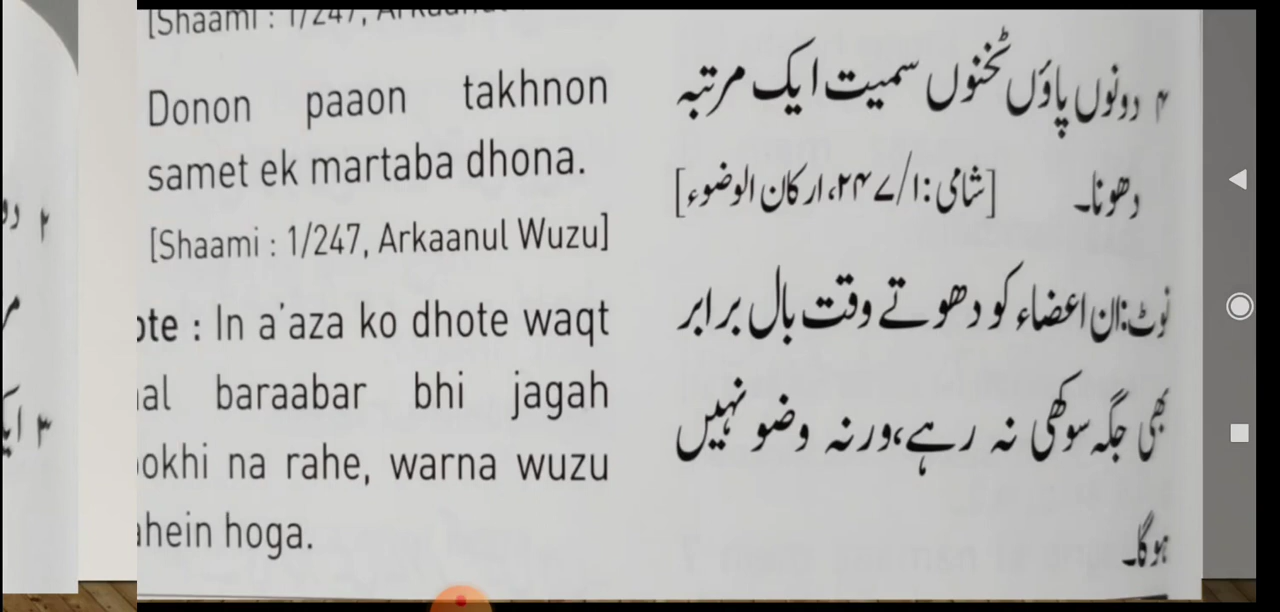 [Shaami : 1/247,
Donon paaon takhnon
samet ek martaba dhona.
[Shaami : 1/247, Arkaanul Wuzu]
ote : In a'aza ko dhote waqt
al baraabar bhi jagah
okhi na rahe, warna wuzu
ahein hoga.
۴ دونوں پاؤں ٹخنوں سمیت ایک مرتبہ
دھونا۔ [شامی :۱/۲۴۷، ارکان الوضوء]
نوٹ:ان اعضاء کو دھوتے وقت بال برابر
بھی جگہ سوکھی نہ رہے،ورنہ وضو نہیں
ہوگا۔